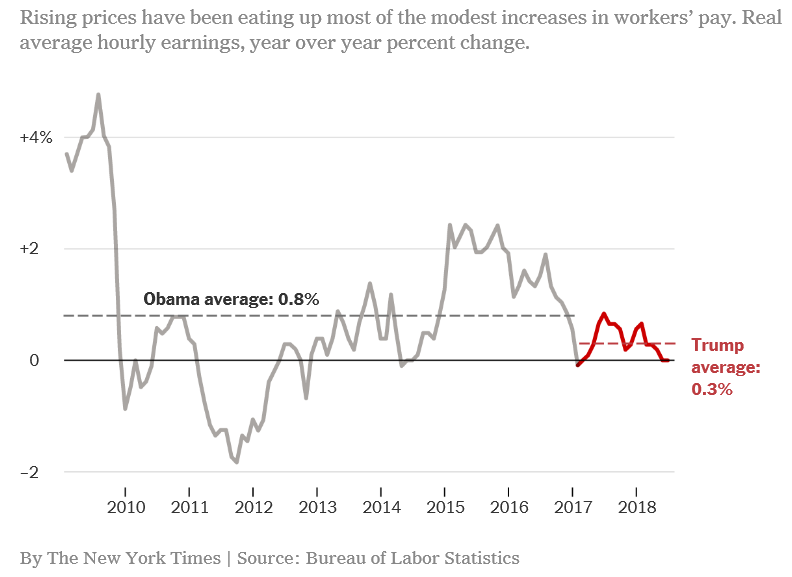 Rising prices have been eating up most of the modest increases in workers’ pay. Real
average hourly earnings, year over year percent change.
+4%
+2
Obama average: 0.8%
0
Trump
average:
0.3%
–2
2010 2011 2012 2013 2014 2015 2016 2017 2018
By The New York Times | Source: Bureau of Labor Statistics